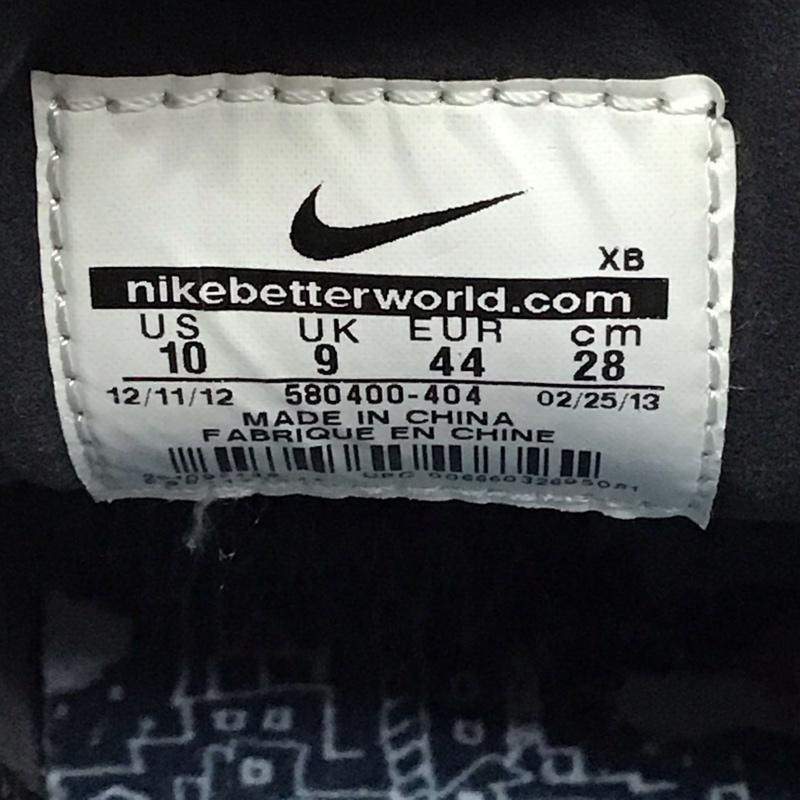 XB
nikebetterworld.com
US UK EUR cm
10 9 44 28
12/11/12 580400-404 02/25/13
MADE IN CHINA
FABRIQUE EN CHINE
UPC